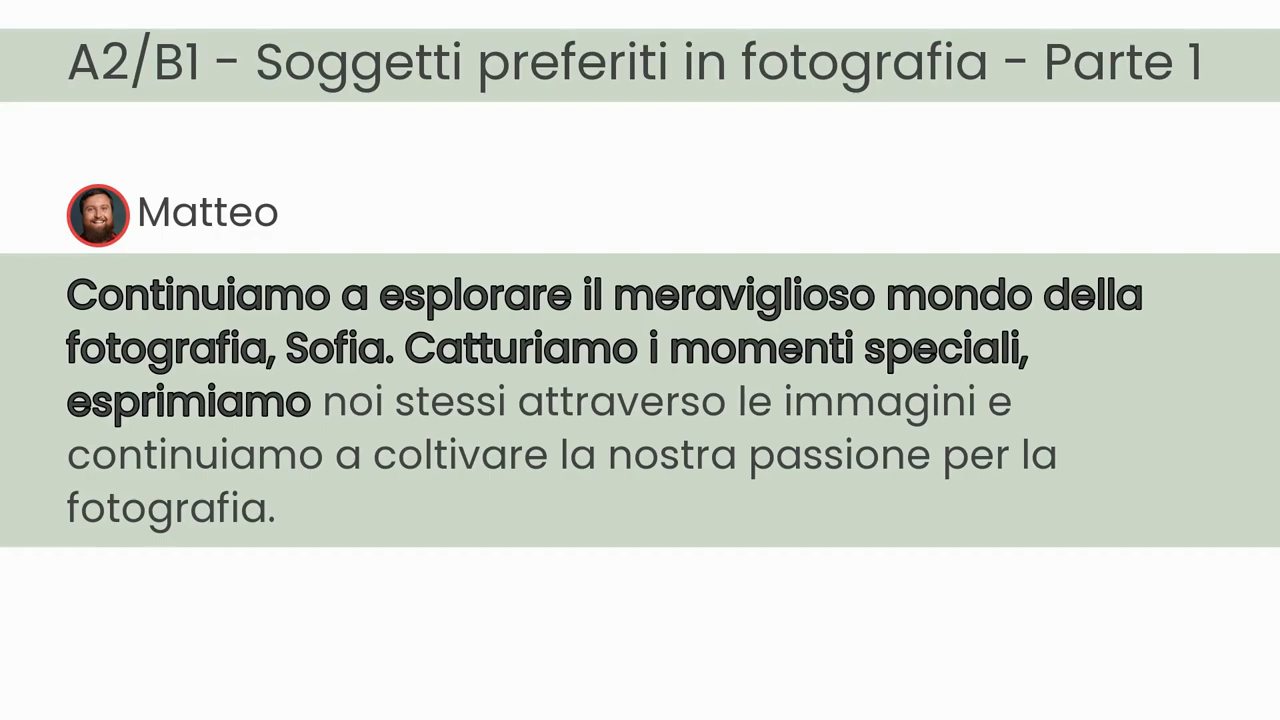 A2/B1 - Soggetti preferiti in fotografia - Parte 1
Matteo
Continuiamo a esplorare il meraviglioso mondo della
fotografia, Sofia. Catturiamo i momenti speciali,
esprimiamo noi stessi attraverso le immagini e
continuiamo a coltivare la nostra passione per la
fotografia.